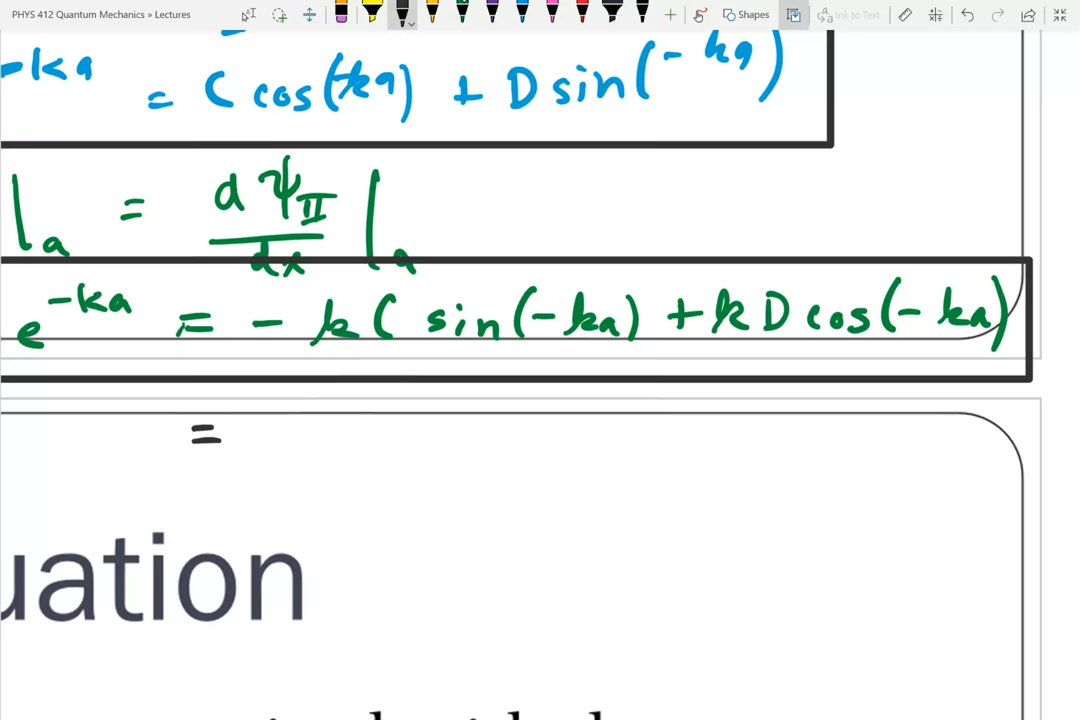 PHYS 412 Quantum Mechanics » Lectures
Shapes
Ink to Text
-ka = C cos(-ka) + D sin(-ka)
|a = dψII/dx |a
e^-ka = - kC sin(-ka) + kD cos(-ka)
=
uation